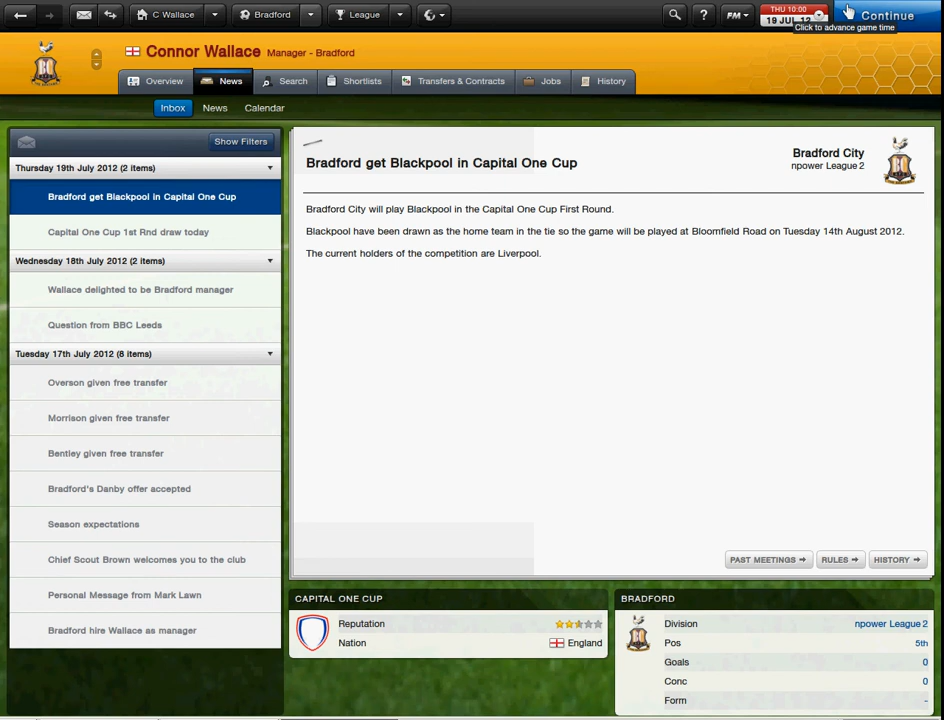 C Wallace
Bradford
League
?
FM
THU 10:00
19 JUL 12
Continue
Click to advance game time
Connor Wallace Manager - Bradford
Overview
News
Search
Shortlists
Transfers & Contracts
Jobs
History
Inbox
News
Calendar
Show Filters
Thursday 19th July 2012 (2 items)
Bradford get Blackpool in Capital One Cup
Capital One Cup 1st Rnd draw today
Wednesday 18th July 2012 (2 items)
Wallace delighted to be Bradford manager
Question from BBC Leeds
Tuesday 17th July 2012 (8 items)
Overson given free transfer
Morrison given free transfer
Bentley given free transfer
Bradford's Danby offer accepted
Season expectations
Chief Scout Brown welcomes you to the club
Personal Message from Mark Lawn
Bradford hire Wallace as manager
Bradford get Blackpool in Capital One Cup
Bradford City
npower League 2
Bradford City will play Blackpool in the Capital One Cup First Round.
Blackpool have been drawn as the home team in the tie so the game will be played at Bloomfield Road on Tuesday 14th August 2012.
The current holders of the competition are Liverpool.
PAST MEETINGS
RULES
HISTORY
CAPITAL ONE CUP
Reputation
Nation England
BRADFORD
Division npower League 2
Pos 5th
Goals 0
Conc 0
Form -